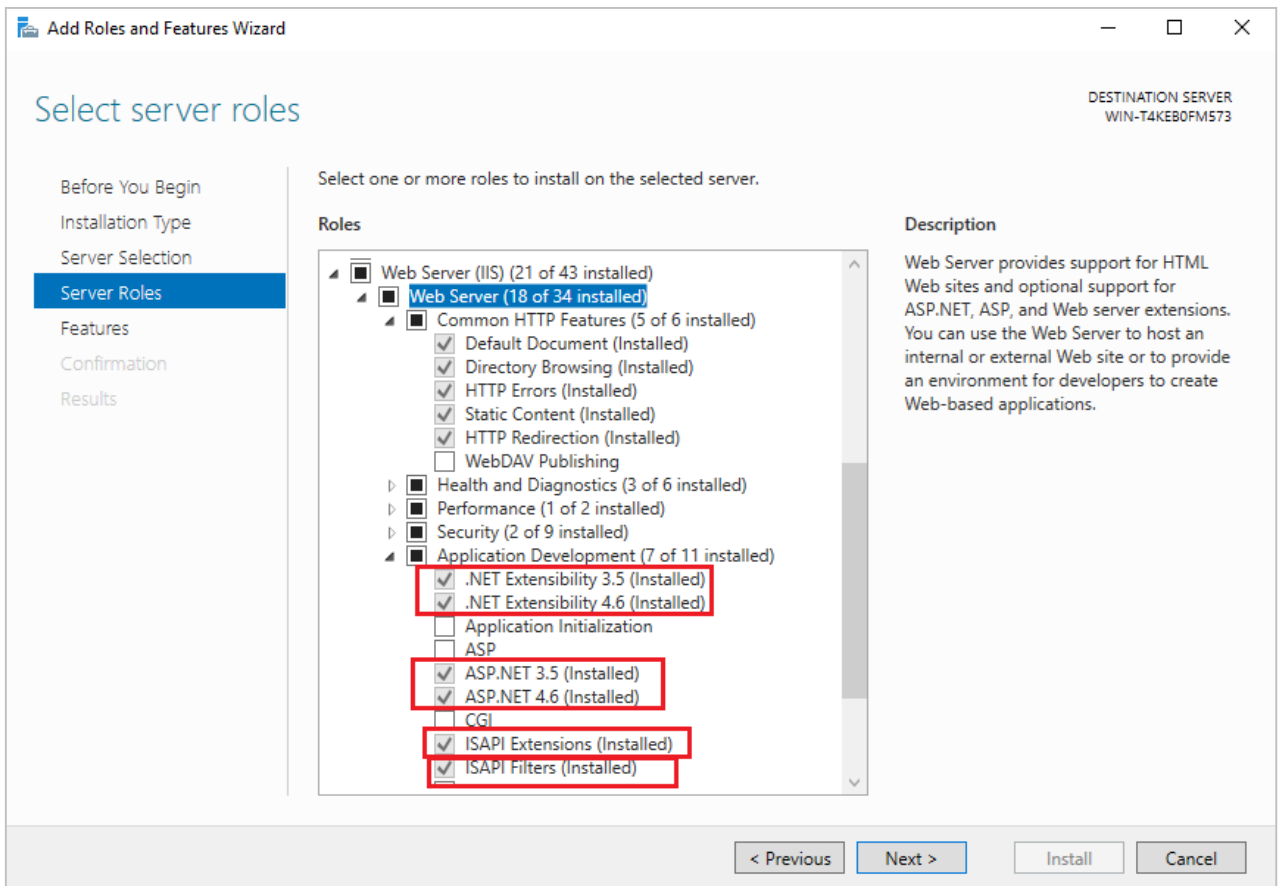 Add Roles and Features Wizard
Select server roles
DESTINATION SERVER
WIN-T4KEB0FM573
Before You Begin
Installation Type
Server Selection
Server Roles
Features
Confirmation
Results
Select one or more roles to install on the selected server.
Roles
Web Server (IIS) (21 of 43 installed)
Web Server (18 of 34 installed)
Common HTTP Features (5 of 6 installed)
Default Document (Installed)
Directory Browsing (Installed)
HTTP Errors (Installed)
Static Content (Installed)
HTTP Redirection (Installed)
WebDAV Publishing
Health and Diagnostics (3 of 6 installed)
Performance (1 of 2 installed)
Security (2 of 9 installed)
Application Development (7 of 11 installed)
.NET Extensibility 3.5 (Installed)
.NET Extensibility 4.6 (Installed)
Application Initialization
ASP
ASP.NET 3.5 (Installed)
ASP.NET 4.6 (Installed)
CGI
ISAPI Extensions (Installed)
ISAPI Filters (Installed)
Description
Web Server provides support for HTML
Web sites and optional support for
ASP.NET, ASP, and Web server extensions.
You can use the Web Server to host an
internal or external Web site or to provide
an environment for developers to create
Web-based applications.
< Previous
Next >
Install
Cancel